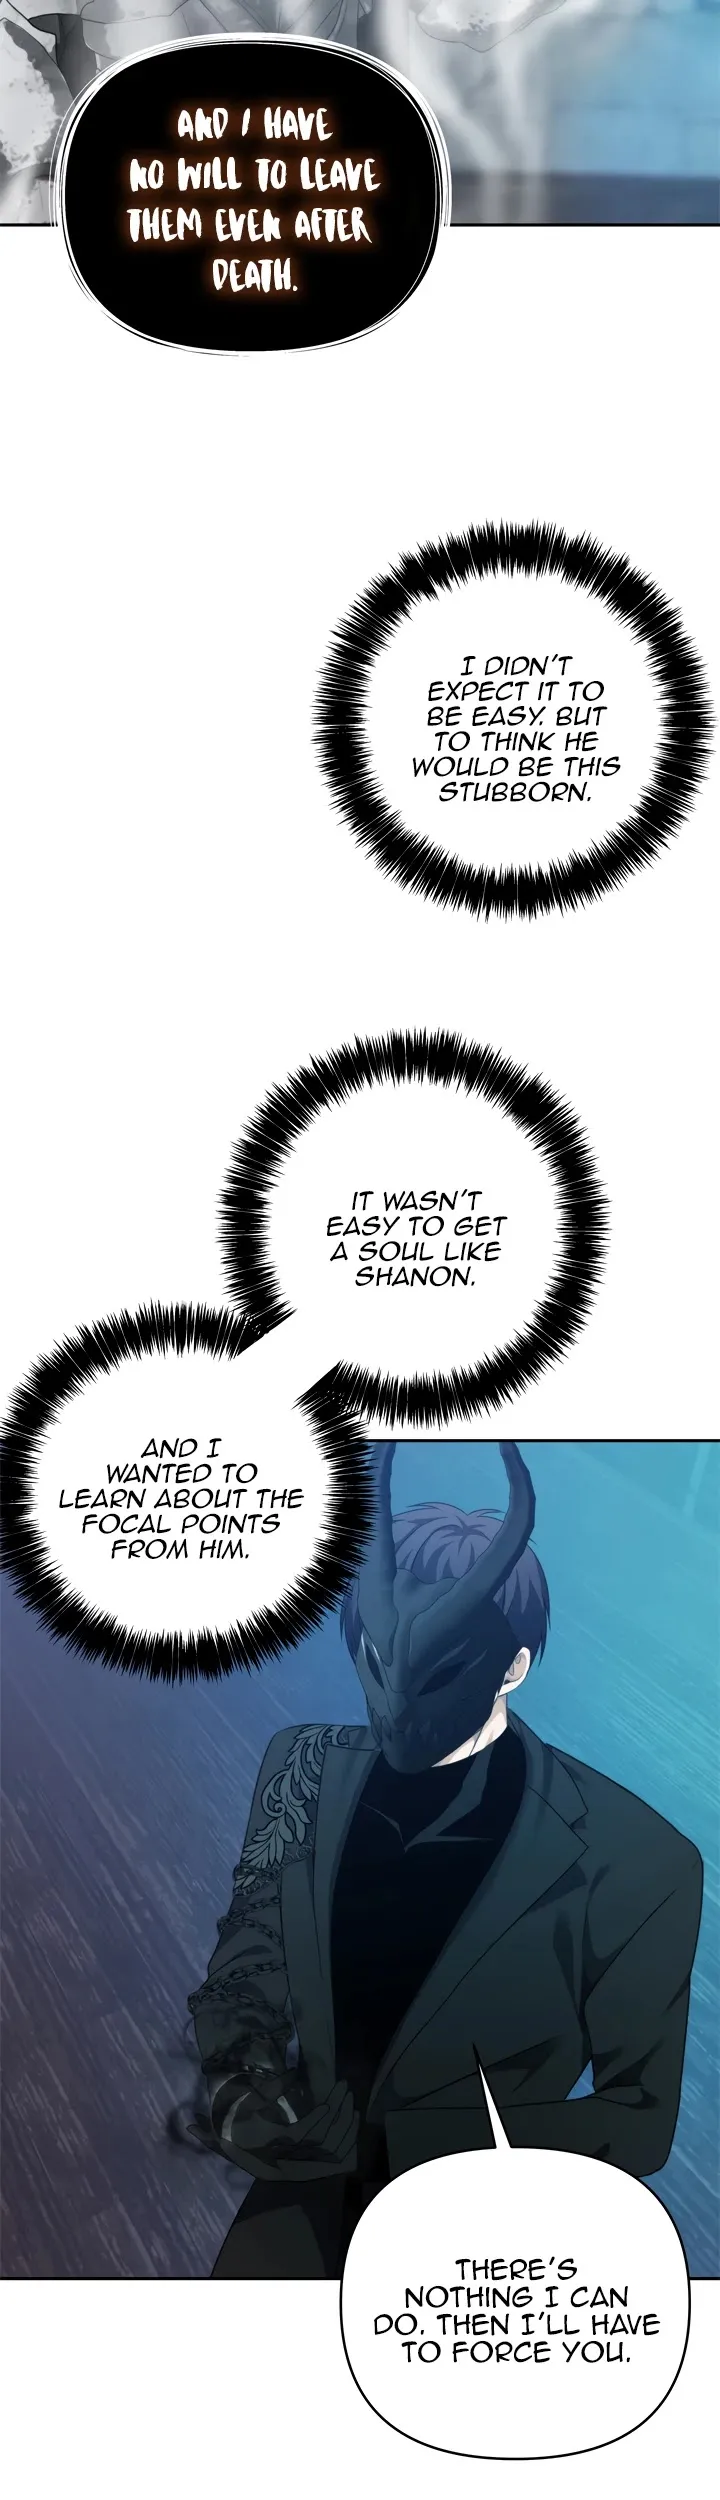 AND I HAVE
NO WILL TO LEAVE
THEM EVEN AFTER
DEATH.
I DIDN'T
EXPECT IT TO
BE EASY. BUT
TO THINK HE
WOULD BE THIS
STUBBORN.
IT WASN'T
EASY TO GET
A SOUL LIKE
SHANON.
AND I
WANTED TO
LEARN ABOUT THE
FOCAL POINTS
FROM HIM.
THERE'S
NOTHING I CAN
DO. THEN I'LL HAVE
TO FORCE YOU.